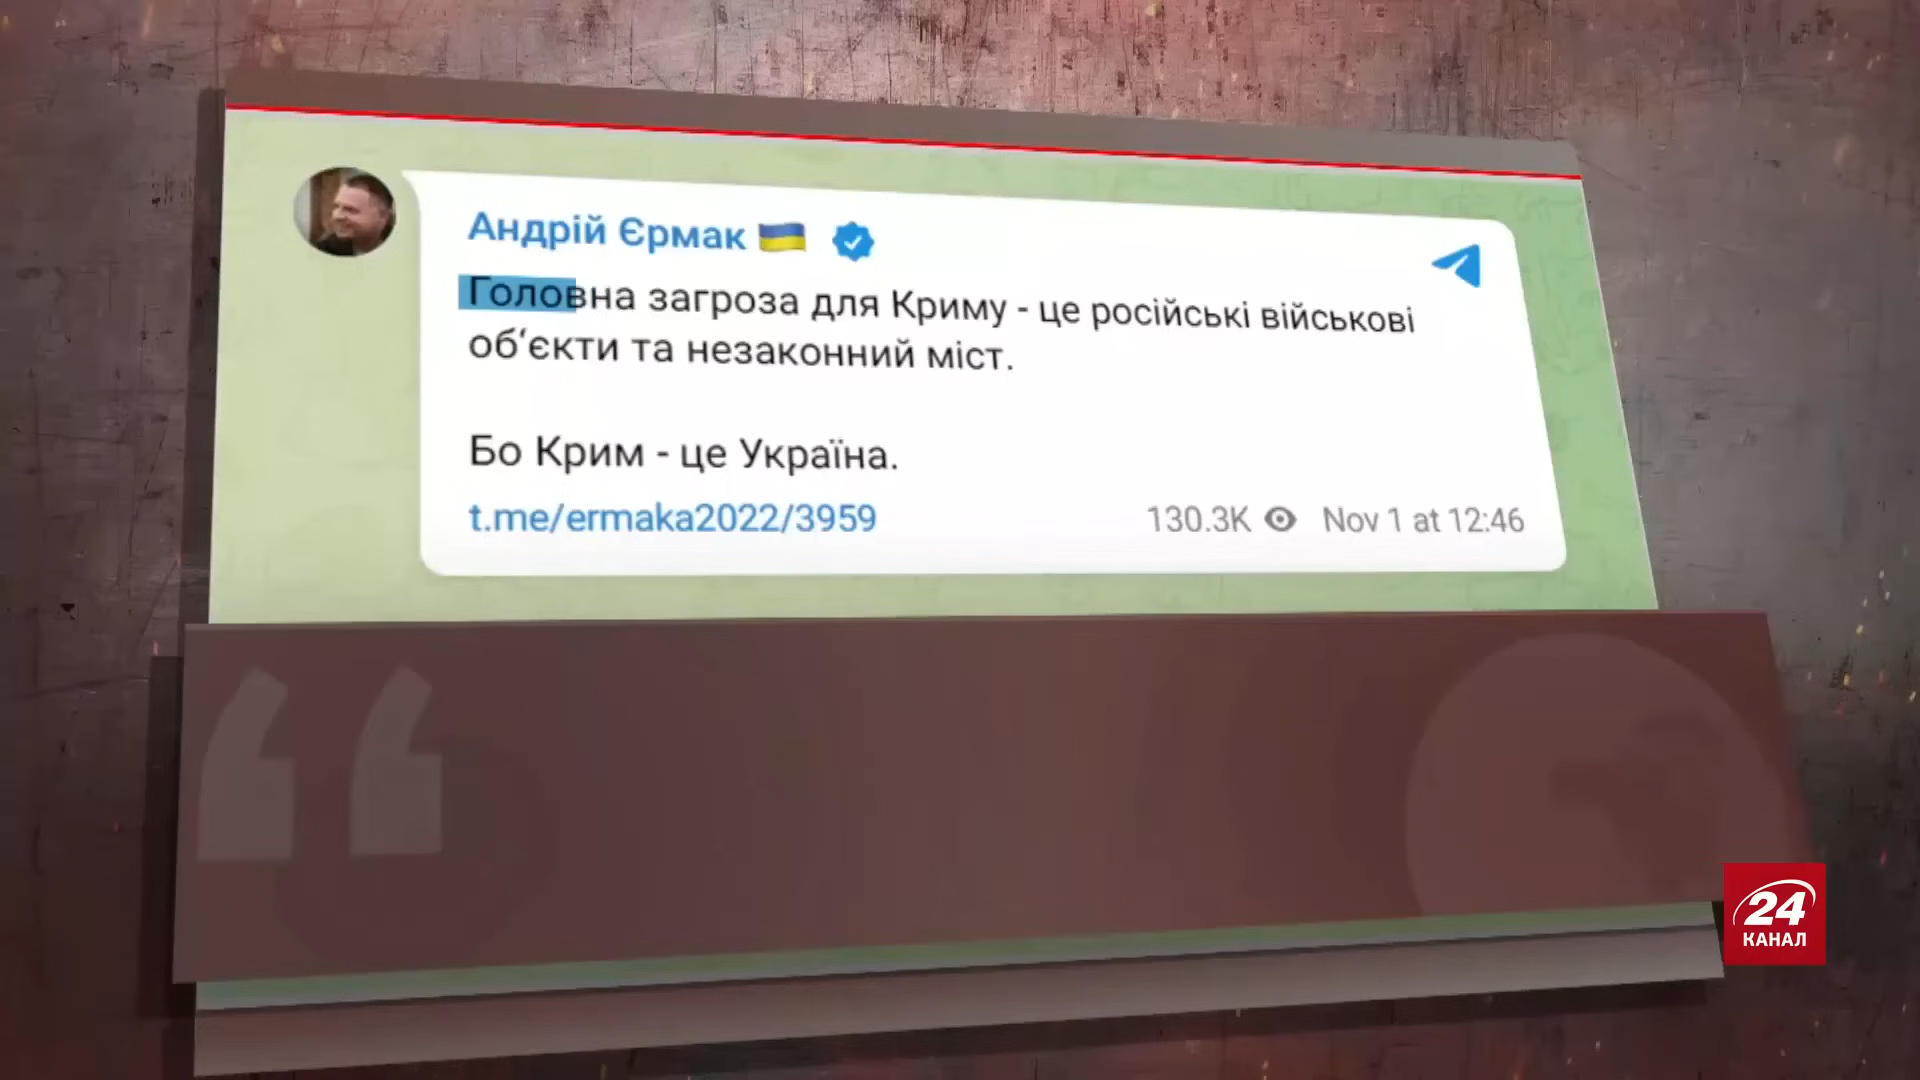 Андрій Єрмак 🇺🇦
Головна загроза для Криму - це російські військові
об‘єкти та незаконний міст.
Бо Крим - це Україна.
t.me/ermaka2022/3959 130.3K Nov 1 at 12:46
24
КАНАЛ